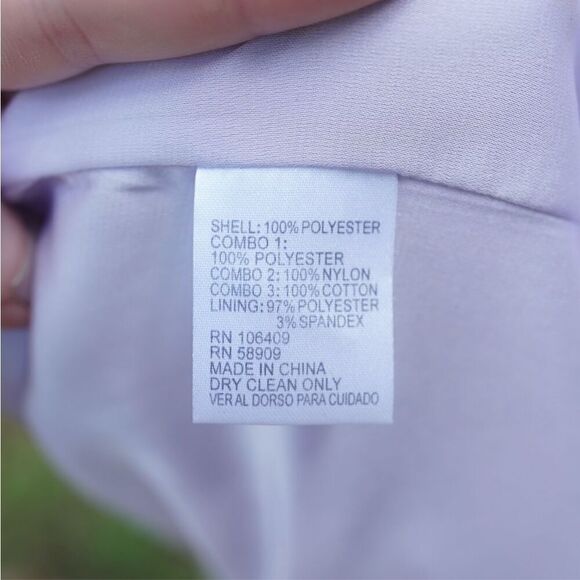 SHELL: 100% POLYESTER
COMBO 1:
100% POLYESTER
COMBO 2: 100% NYLON
COMBO 3: 100% COTTON
LINING: 97% POLYESTER
3% SPANDEX
RN 106409
RN 58909
MADE IN CHINA
DRY CLEAN ONLY
VER AL DORSO PARA CUIDADO